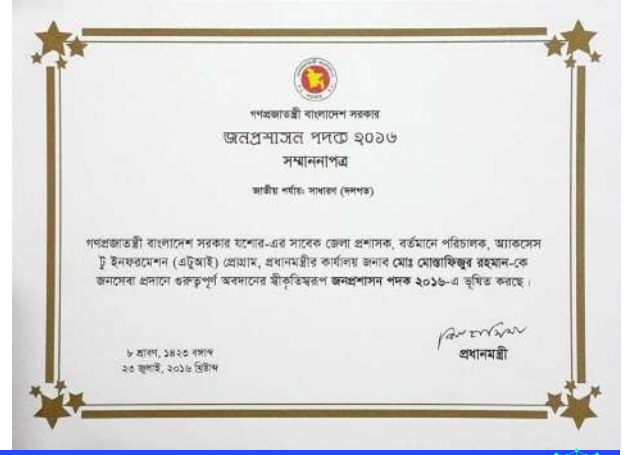 গণপ্রজাতন্ত্রী বাংলাদেশ সরকার
জনপ্রশাসন পদক ২০১৬
সম্মাননাপত্র
জাতীয় পর্যায়: সাধারণ (দলগত)
গণপ্রজাতন্ত্রী বাংলাদেশ সরকার যশোর-এর সাবেক জেলা প্রশাসক, বর্তমানে পরিচালক, অ্যাকসেস
টু ইনফরমেশন (এটুআই) প্রোগ্রাম, প্রধানমন্ত্রীর কার্যালয় জনাব মোঃ মোস্তাফিজুর রহমান-কে
জনসেবা প্রদানে গুরুত্বপূর্ণ অবদানের স্বীকৃতিস্বরূপ জনপ্রশাসন পদক ২০১৬-এ ভূষিত করছে।
প্রধানমন্ত্রী
৮ শ্রাবণ, ১৪২৩ বঙ্গাব্দ
২৩ জুলাই, ২০১৬ খ্রিষ্টাব্দ